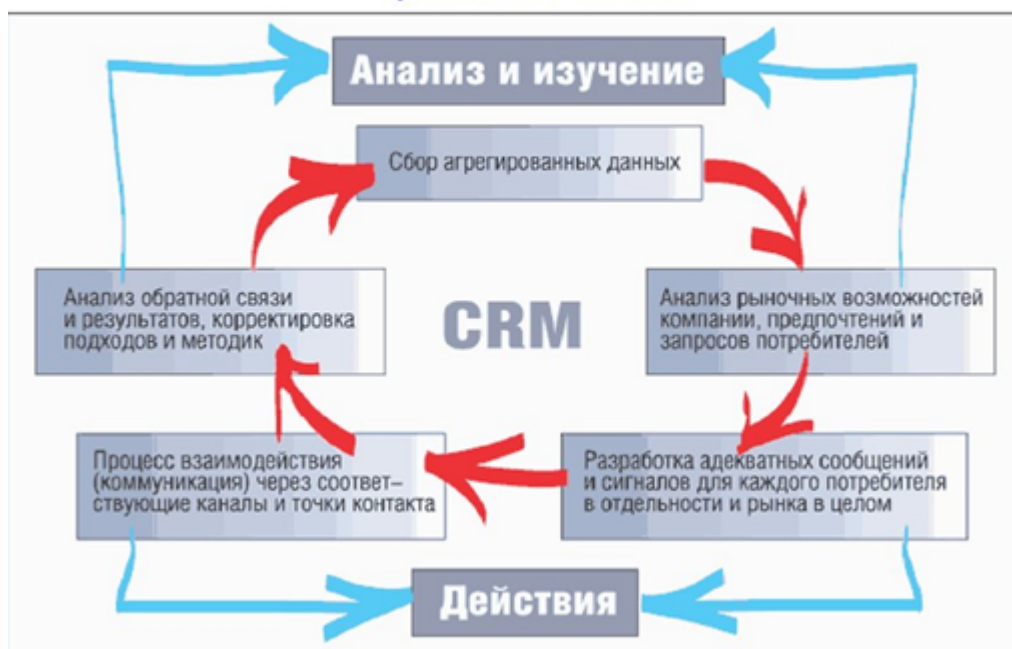 Анализ и изучение
Сбор агрегированных данных
Анализ обратной связи
и результатов, корректировка
подходов и методик
CRM
Анализ рыночных возможностей
компании, предпочтений и
запросов потребителей
Процесс взаимодействия
(коммуникация) через соответ–
ствующие каналы и точки контакта
Разработка адекватных сообщений
и сигналов для каждого потребителя
в отдельности и рынка в целом
Действия